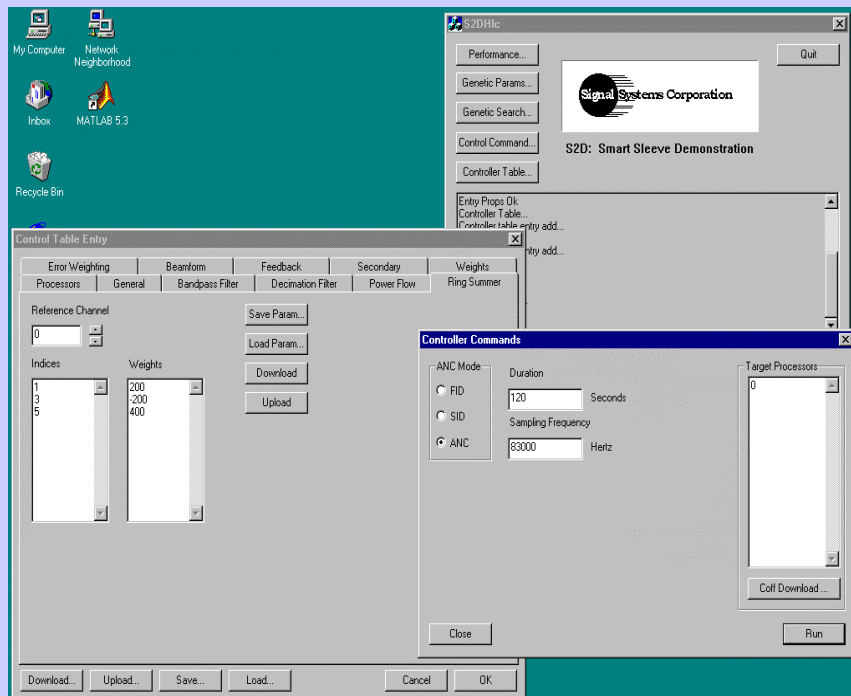 My Computer
Network Neighborhood
Inbox
MATLAB 5.3
Recycle Bin
S2DHIc
Performance...
Genetic Params...
Genetic Search...
Control Command...
Controller Table...
Quit
Signal Systems Corporation
S2D: Smart Sleeve Demonstration
Entry Props Ok
Controller Table...
Controller table entry add...
ntry add...
Control Table Entry
Error Weighting
Beamform
Feedback
Secondary
Weights
Processors
General
Bandpass Filter
Decimation Filter
Power Flow
Ring Summer
Reference Channel
0
Indices
1
3
5
Weights
200
-200
400
Save Param...
Load Param...
Download
Upload
Download...
Upload...
Save...
Load...
Cancel
OK
Controller Commands
ANC Mode
FID
SID
ANC
Duration
120
Seconds
Sampling Frequency
83000
Hertz
Target Processors
0
Coff Download ...
Close
Run